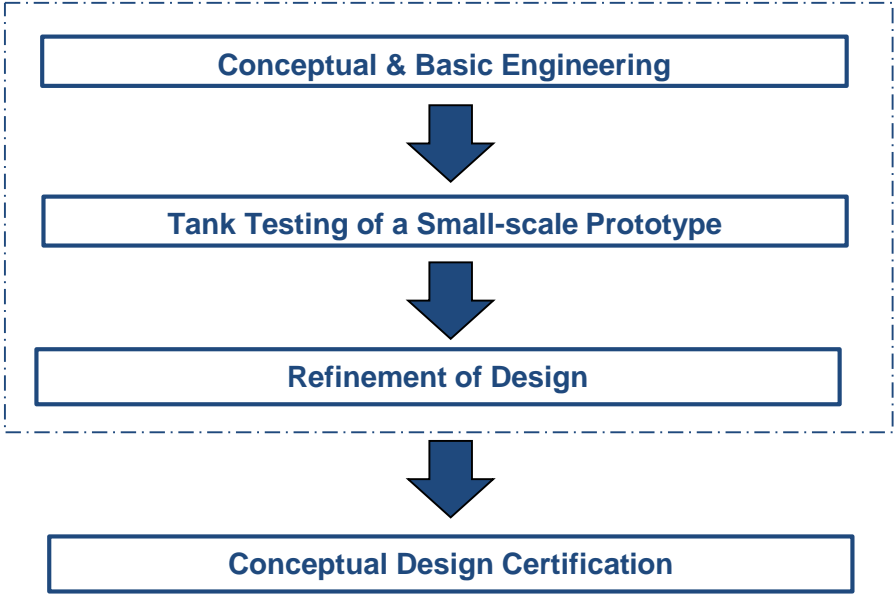 Conceptual & Basic Engineering
Tank Testing of a Small-scale Prototype
Refinement of Design
Conceptual Design Certification